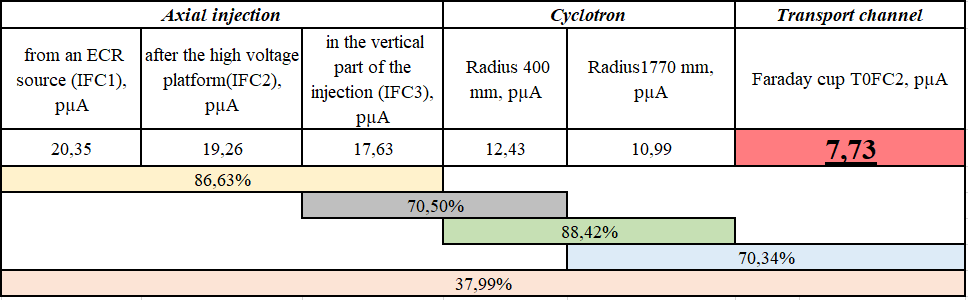 Axial injection Cyclotron Transport channel
from an ECR source (IFC1), pµA
after the high voltage platform(IFC2), pµA
in the vertical part of the injection (IFC3), pµA
Radius 400 mm, pµA
Radius1770 mm, pµA
Faraday cup T0FC2, pµA
20,35 19,26 17,63 12,43 10,99 7,73
86,63%
70,50%
88,42%
70,34%
37,99%